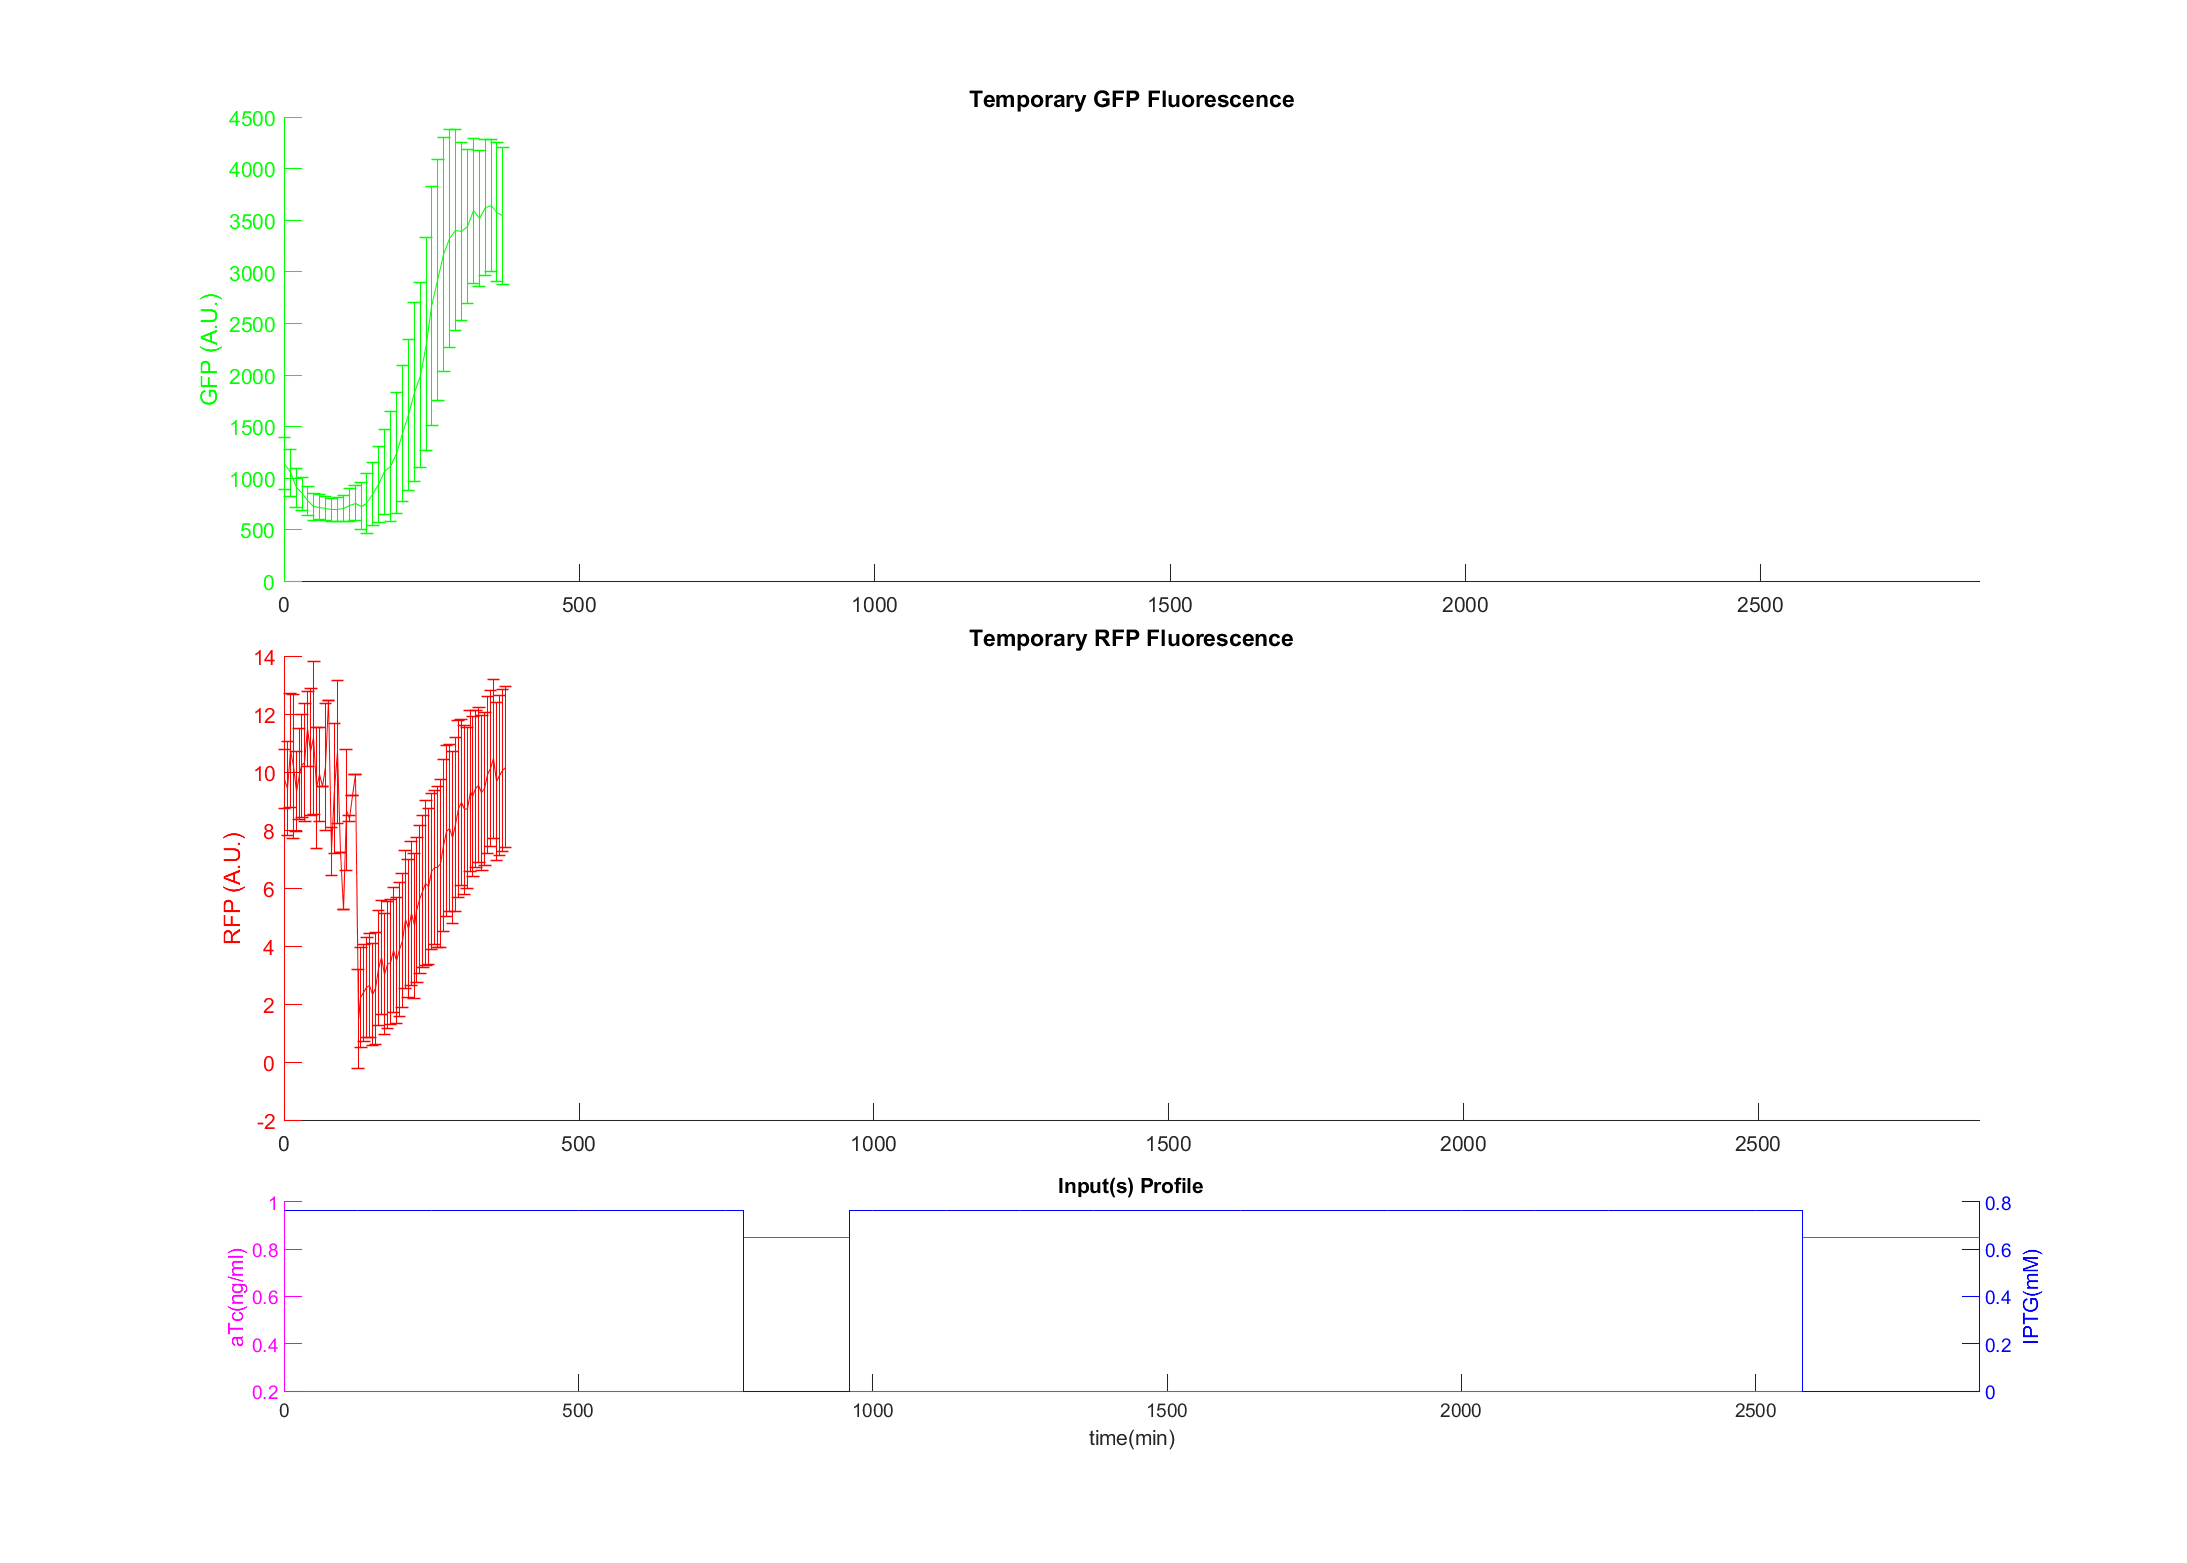 Temporary GFP Fluorescence
4500
4000
3500
3000
2500
2000
1500
1000
500
0
GFP (A.U.)
0 500 1000 1500 2000 2500
Temporary RFP Fluorescence
14
12
10
8
6
4
2
0
-2
RFP (A.U.)
0 500 1000 1500 2000 2500
Input(s) Profile
1
0.8
0.6
0.4
0.2
aTc(ng/ml)
0.8
0.6
0.4
0.2
0
IPTG(mM)
0 500 1000 1500 2000 2500
time(min)